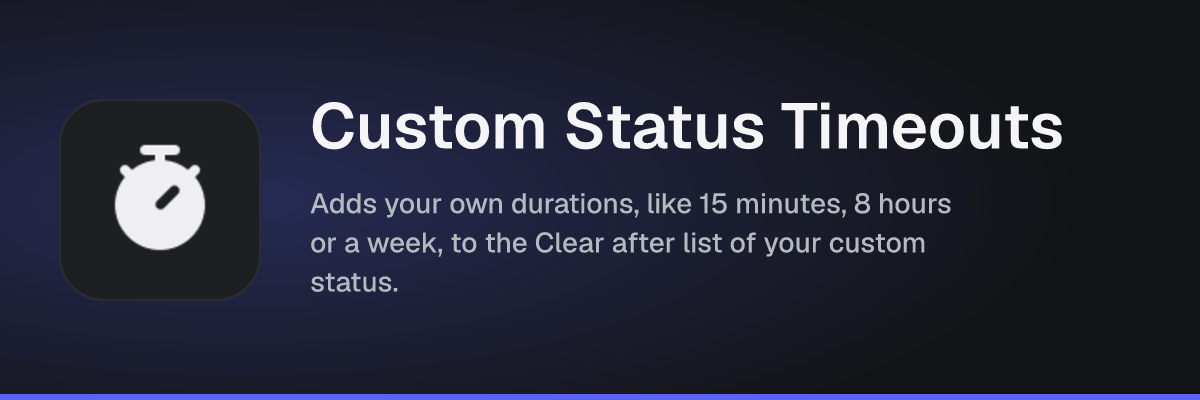 Custom Status Timeouts
Adds your own durations, like 15 minutes, 8 hours
or a week, to the Clear after list of your custom
status.